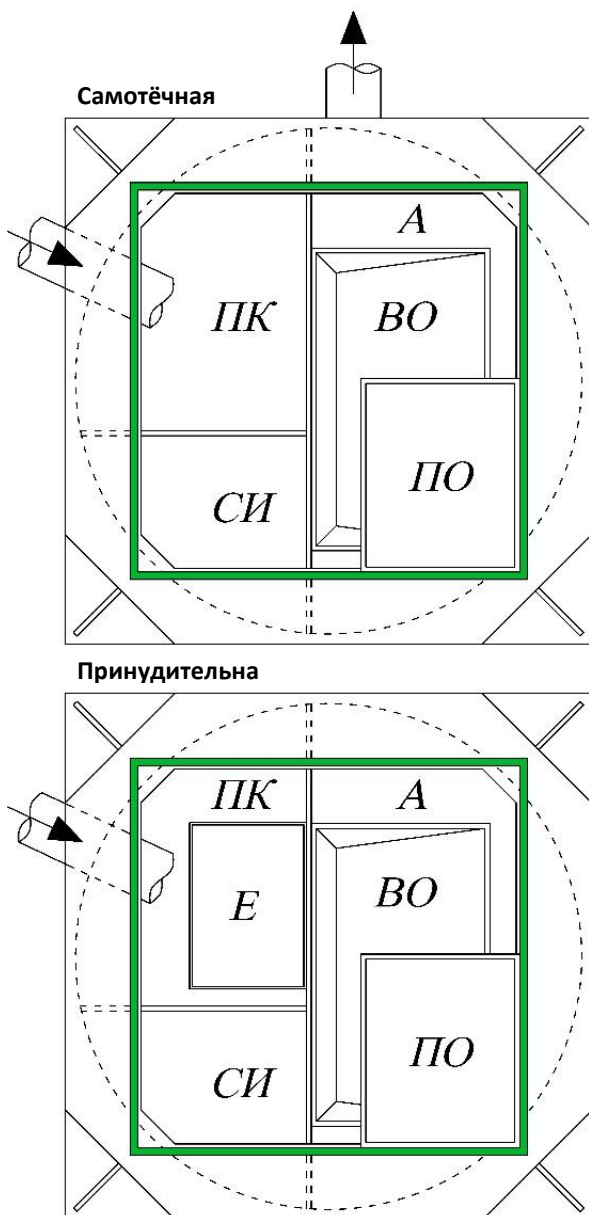 Самотёчная
А
ПК
ВО
ПО
СИ
Принудительна
ПК
А
Е
ВО
ПО
СИ